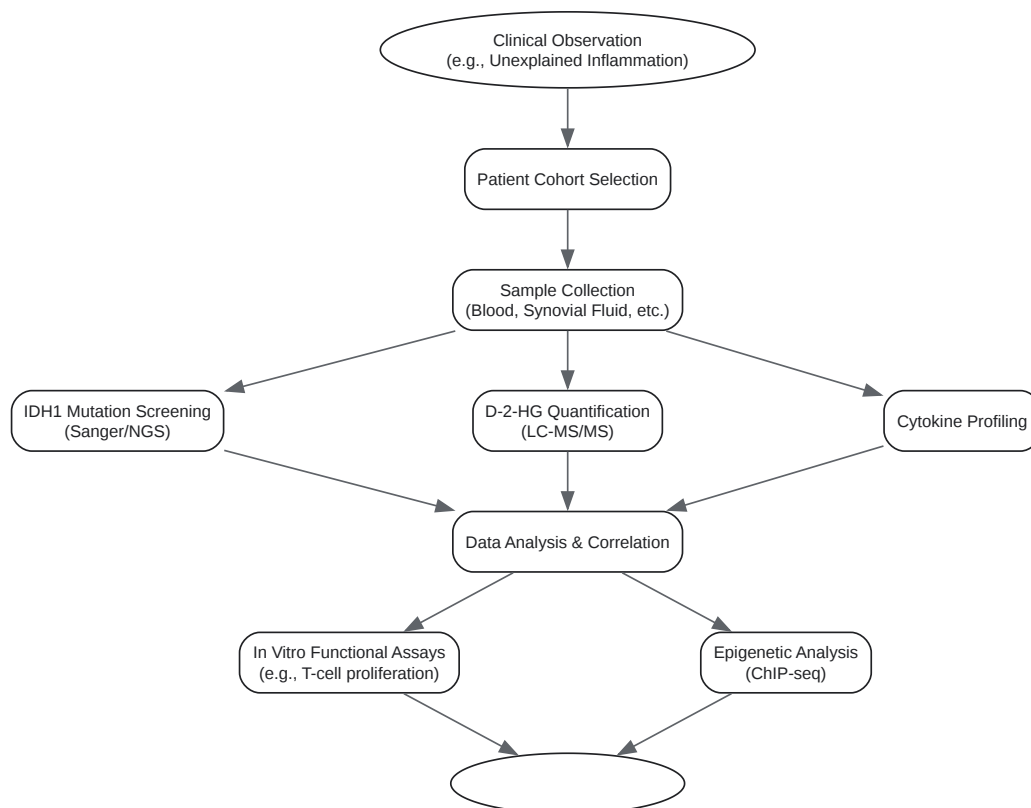 Clinical Observation
(e.g., Unexplained Inflammation)
Patient Cohort Selection
Sample Collection
(Blood, Synovial Fluid, etc.)
IDH1 Mutation Screening
(Sanger/NGS)
D-2-HG Quantification
(LC-MS/MS)
Cytokine Profiling
Data Analysis & Correlation
In Vitro Functional Assays
(e.g., T-cell proliferation)
Epigenetic Analysis
(ChIP-seq)